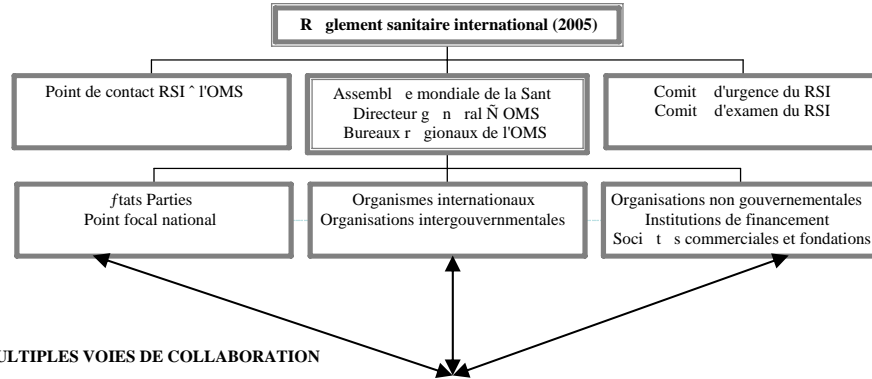 R glement sanitaire international (2005)
Point de contact RSI ˆ l'OMS
Assembl e mondiale de la Sant
Directeur g n ral Ñ OMS
Bureaux r gionaux de l'OMS
Comit d'urgence du RSI
Comit d'examen du RSI
ƒtats Parties
Point focal national
Organismes internationaux
Organisations intergouvernmentales
Organisations non gouvernementales
Institutions de financement
Soci t s commerciales et fondations
ULTIPLES VOIES DE COLLABORATION